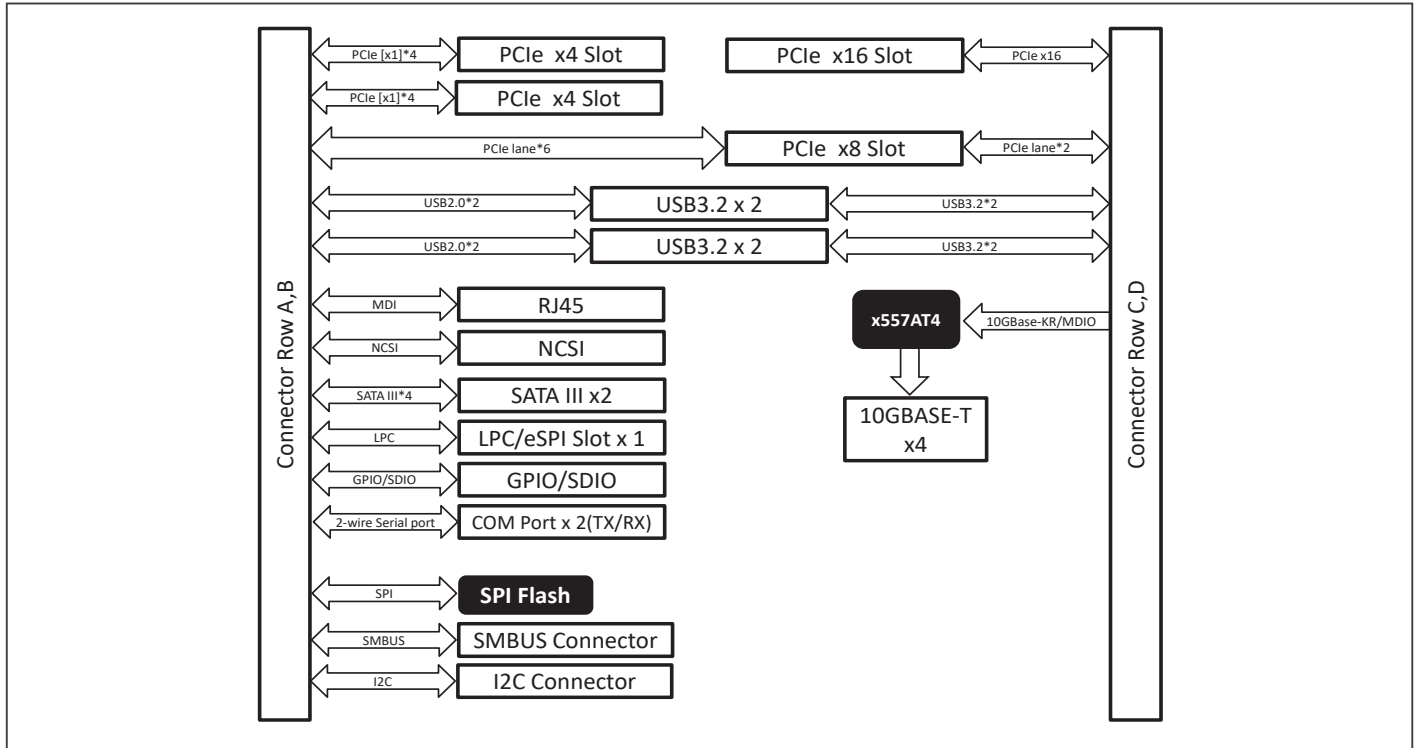 PCIe [x1]*4
PCIe  x4 Slot
PCIe  x16 Slot
PCIe x16
PCIe [x1]*4
PCIe  x4 Slot
PCIe lane*6
PCIe  x8 Slot
PCIe lane*2
USB2.0*2
USB3.2 x 2
USB3.2*2
USB2.0*2
USB3.2 x 2
USB3.2*2
Connector Row A,B
Connector Row C,D
MDI
RJ45
x557AT4
10GBase-KR/MDIO
NCSI
NCSI
SATA III*4
SATA III x2
10GBASE-T
x4
LPC
LPC/eSPI Slot x 1
GPIO/SDIO
GPIO/SDIO
2-wire Serial port
COM Port x 2(TX/RX)
SPI
SPI Flash
SMBUS
SMBUS Connector
I2C
I2C Connector